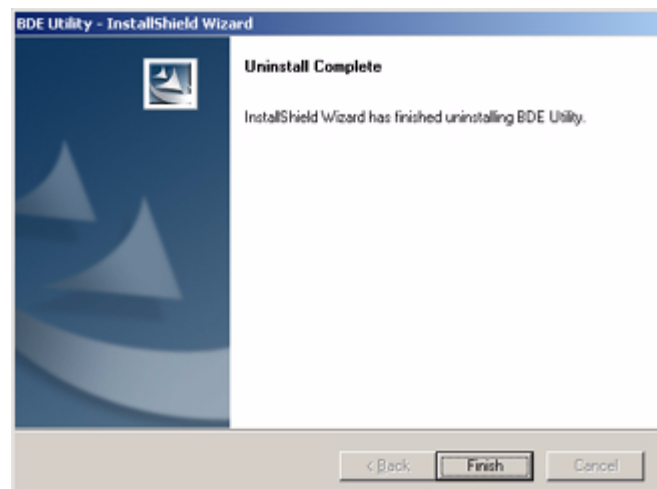 BDE Utility - InstallShield Wizard
Uninstall Complete
InstallShield Wizard has finished uninstalling BDE Utility.
< Back
Finish
Cancel